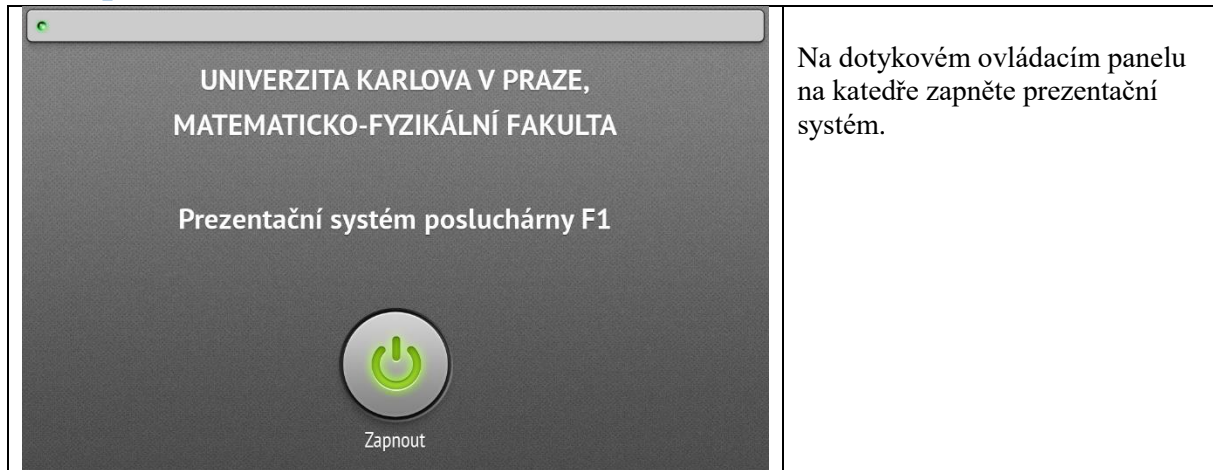 UNIVERZITA KARLOVA V PRAZE,
MATEMATICKO-FYZIKÁLNÍ FAKULTA
Prezentační systém posluchárny F1
Zapnout
Na dotykovém ovládacím panelu
na katedře zapněte prezentační
systém.